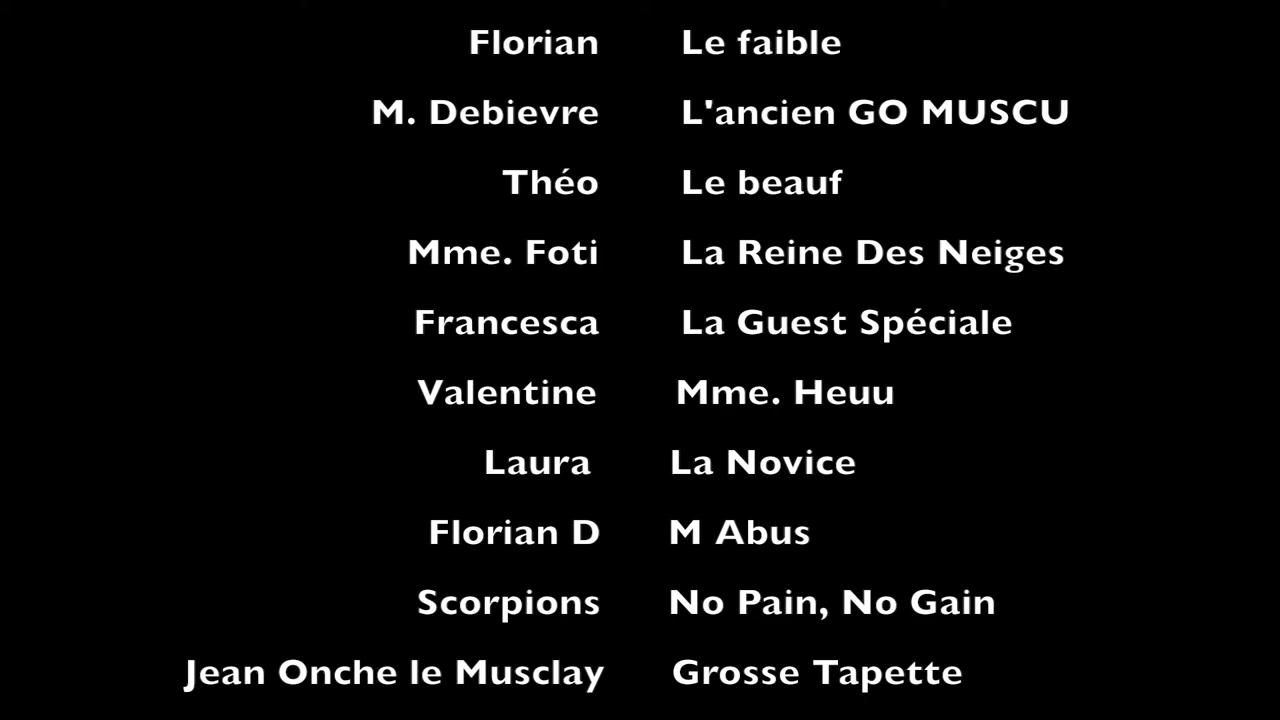 Florian Le faible
M. Debievre L'ancien GO MUSCU
Théo Le beauf
Mme. Foti La Reine Des Neiges
Francesca La Guest Spéciale
Valentine Mme. Heuu
Laura La Novice
Florian D M Abus
Scorpions No Pain, No Gain
Jean Onche le Musclay Grosse Tapette